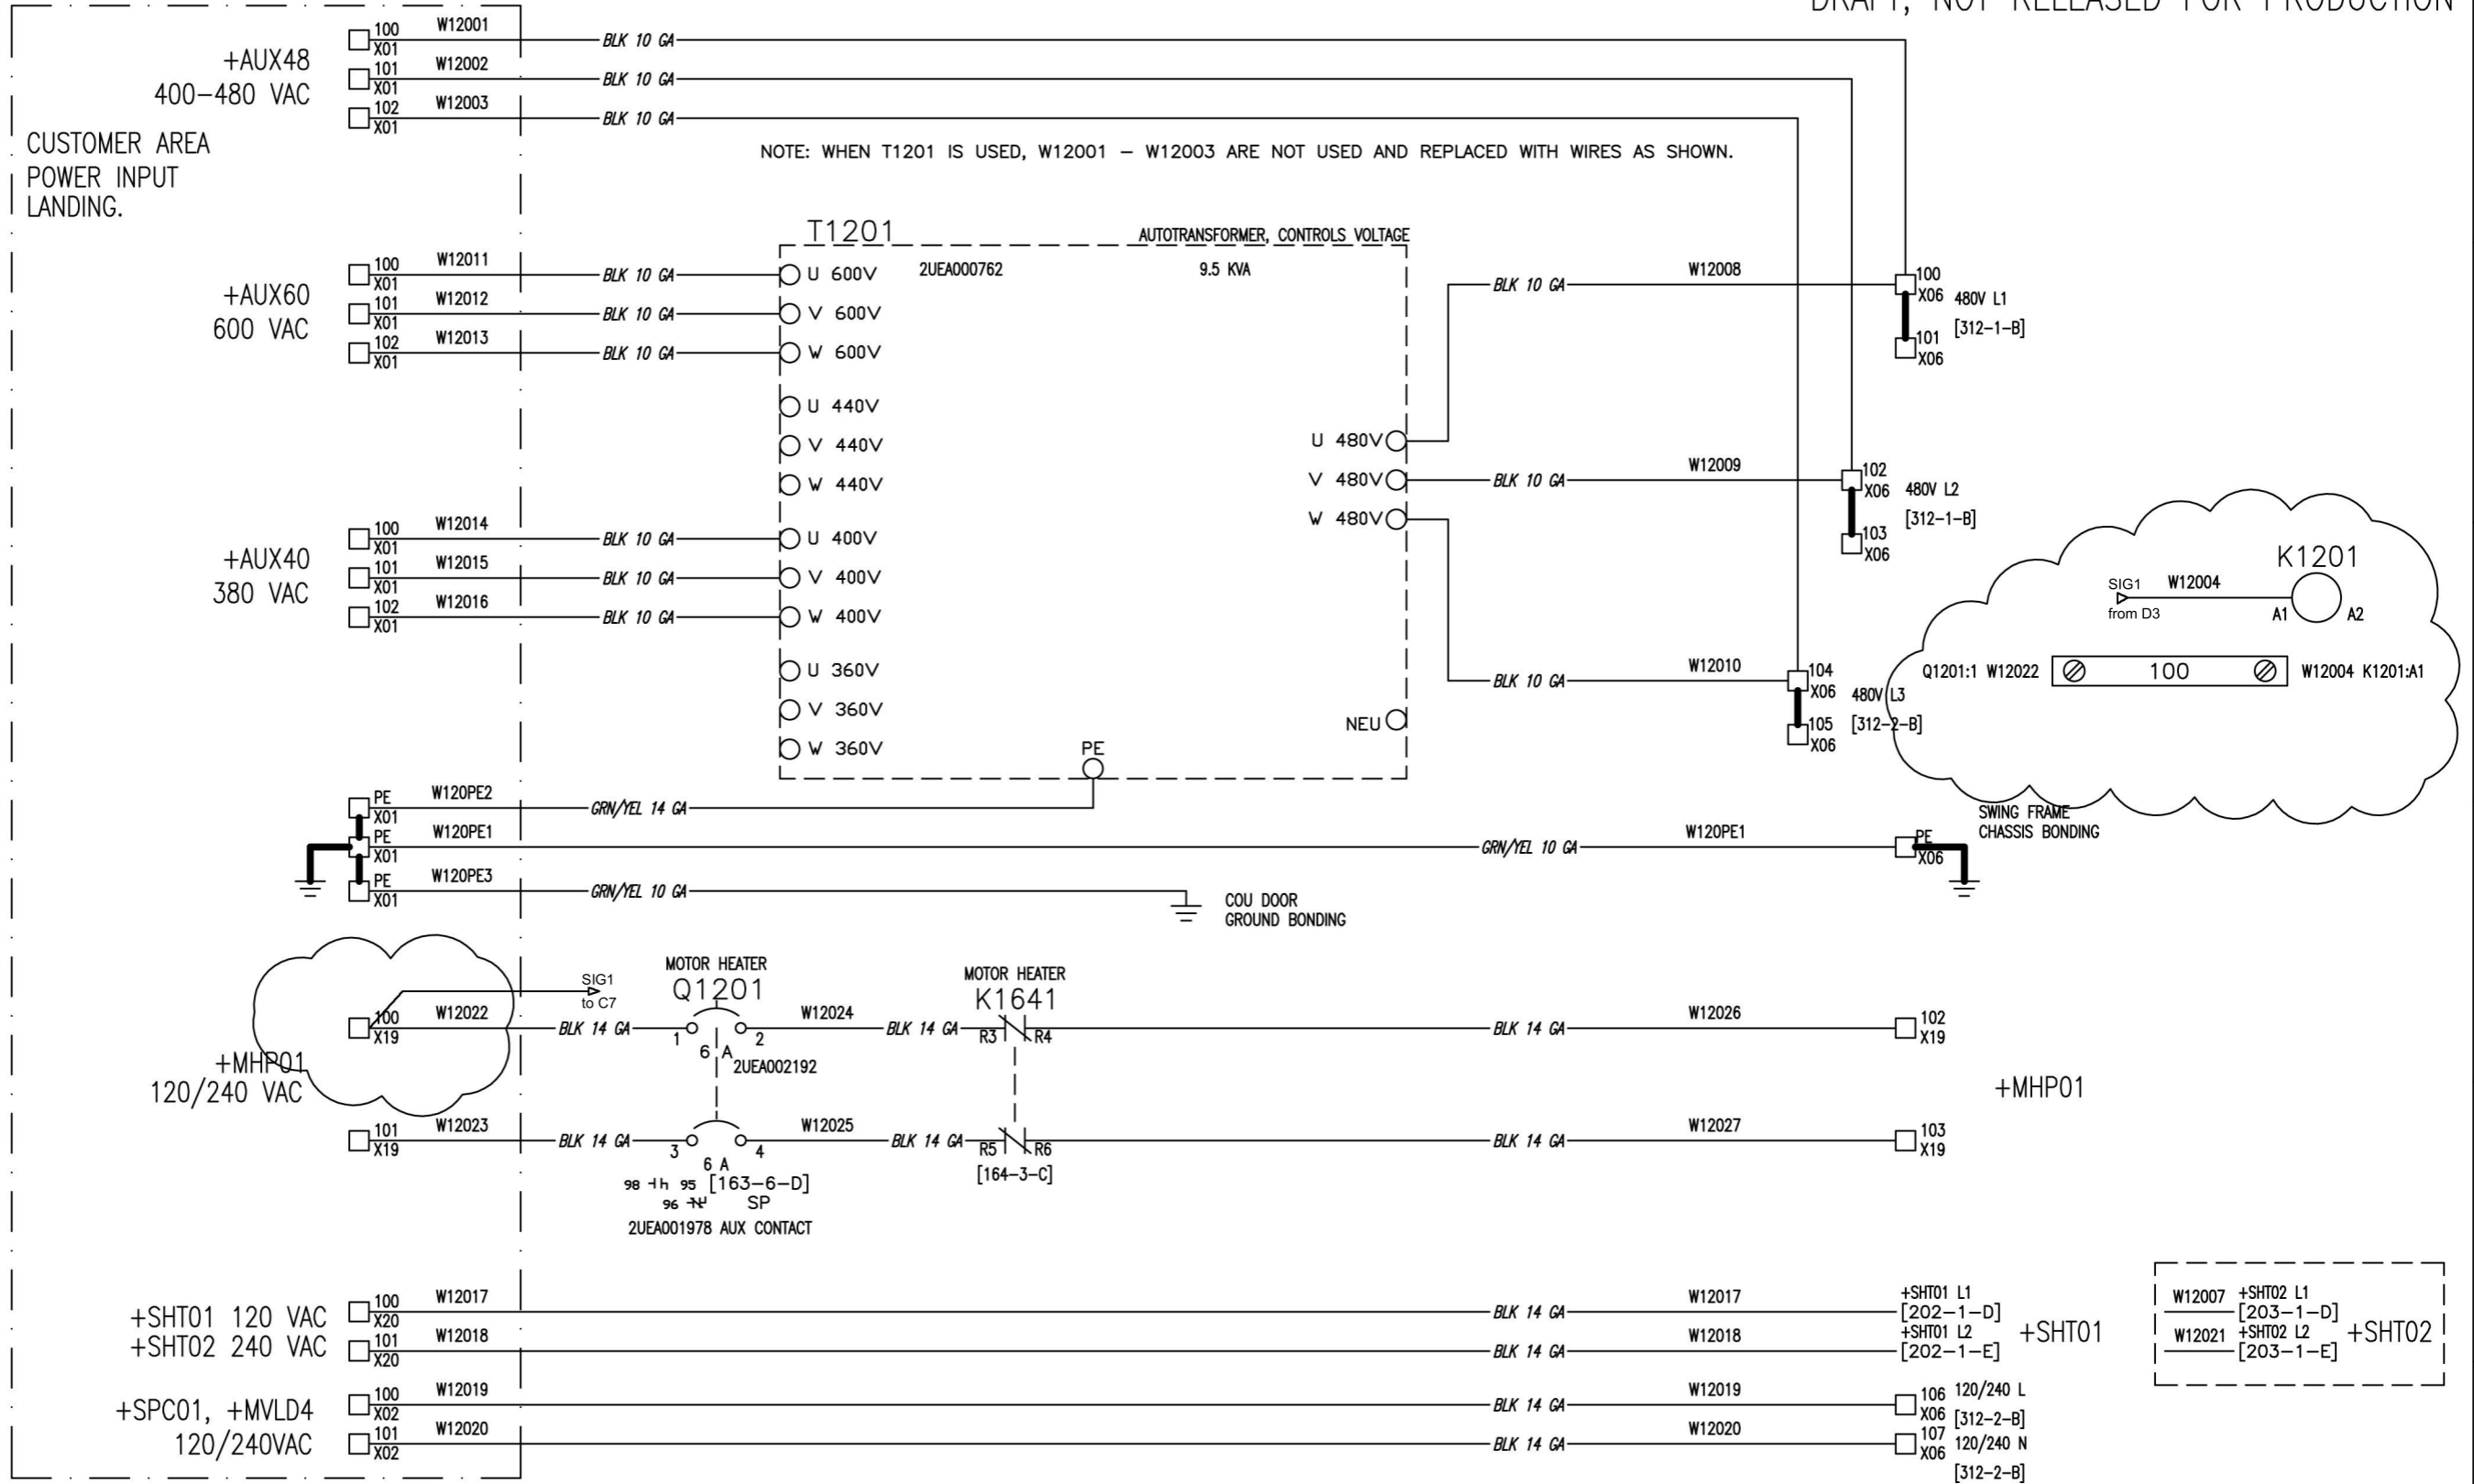 DRAFT, NOT RELEASED FOR PRODUCTION
+AUX48
400-480 VAC
100
X01
W12001
BLK 10 GA
101
X01
W12002
BLK 10 GA
102
X01
W12003
BLK 10 GA
CUSTOMER AREA
POWER INPUT
LANDING.
NOTE: WHEN T1201 IS USED, W12001 – W12003 ARE NOT USED AND REPLACED WITH WIRES AS SHOWN.
T1201
AUTOTRANSFORMER, CONTROLS VOLTAGE
2UEA000762
9.5 KVA
+AUX60
600 VAC
100
X01
W12011
BLK 10 GA
U 600V
101
X01
W12012
BLK 10 GA
V 600V
102
X01
W12013
BLK 10 GA
W 600V
U 440V
V 440V
W 440V
+AUX40
380 VAC
100
X01
W12014
BLK 10 GA
U 400V
101
X01
W12015
BLK 10 GA
V 400V
102
X01
W12016
BLK 10 GA
W 400V
U 360V
V 360V
W 360V
U 480V
V 480V
W 480V
NEU
PE
BLK 10 GA
W12008
100
X06
480V L1
[312-1-B]
101
X06
BLK 10 GA
W12009
102
X06
480V L2
[312-1-B]
103
X06
BLK 10 GA
W12010
104
X06
480V L3
[312-2-B]
105
X06
K1201
SIG1
from D3
W12004
A1
A2
Q1201:1 W12022
100
W12004 K1201:A1
PE
X01
W120PE2
GRN/YEL 14 GA
PE
X01
W120PE1
GRN/YEL 10 GA
W120PE1
PE
X06
SWING FRAME
CHASSIS BONDING
PE
X01
W120PE3
GRN/YEL 10 GA
COU DOOR
GROUND BONDING
SIG1
to C7
MOTOR HEATER
Q1201
MOTOR HEATER
K1641
100
X19
W12022
BLK 14 GA
1
2
6 A
2UEA002192
W12024
BLK 14 GA
R3
R4
BLK 14 GA
W12026
102
X19
+MHP01
120/240 VAC
+MHP01
101
X19
W12023
BLK 14 GA
3
4
6 A
W12025
BLK 14 GA
R5
R6
[164-3-C]
BLK 14 GA
W12027
103
X19
98
95
[163-6-D]
96
SP
2UEA001978 AUX CONTACT
+SHT01 120 VAC
+SHT02 240 VAC
100
X20
W12017
BLK 14 GA
W12017
+SHT01 L1
[202-1-D]
101
X20
W12018
BLK 14 GA
W12018
+SHT01 L2
[202-1-E]
+SHT01
W12007
+SHT02 L1
[203-1-D]
W12021
+SHT02 L2
[203-1-E]
+SHT02
+SPC01, +MVLD4
120/240VAC
100
X02
W12019
BLK 14 GA
W12019
106
X06
120/240 L
[312-2-B]
101
X02
W12020
BLK 14 GA
W12020
107
X06
120/240 N
[312-2-B]